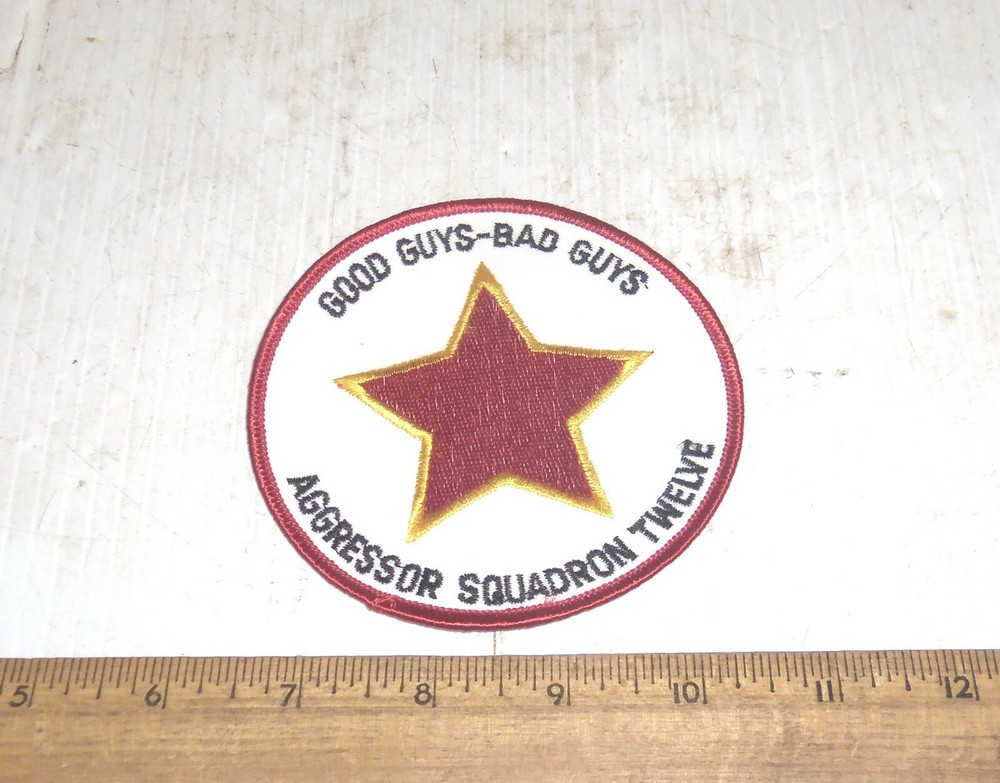 GOOD GUYS-BAD GUYS
AGGRESSOR SQUADRON TWELVE
5 6 7 8 9 10 11 12